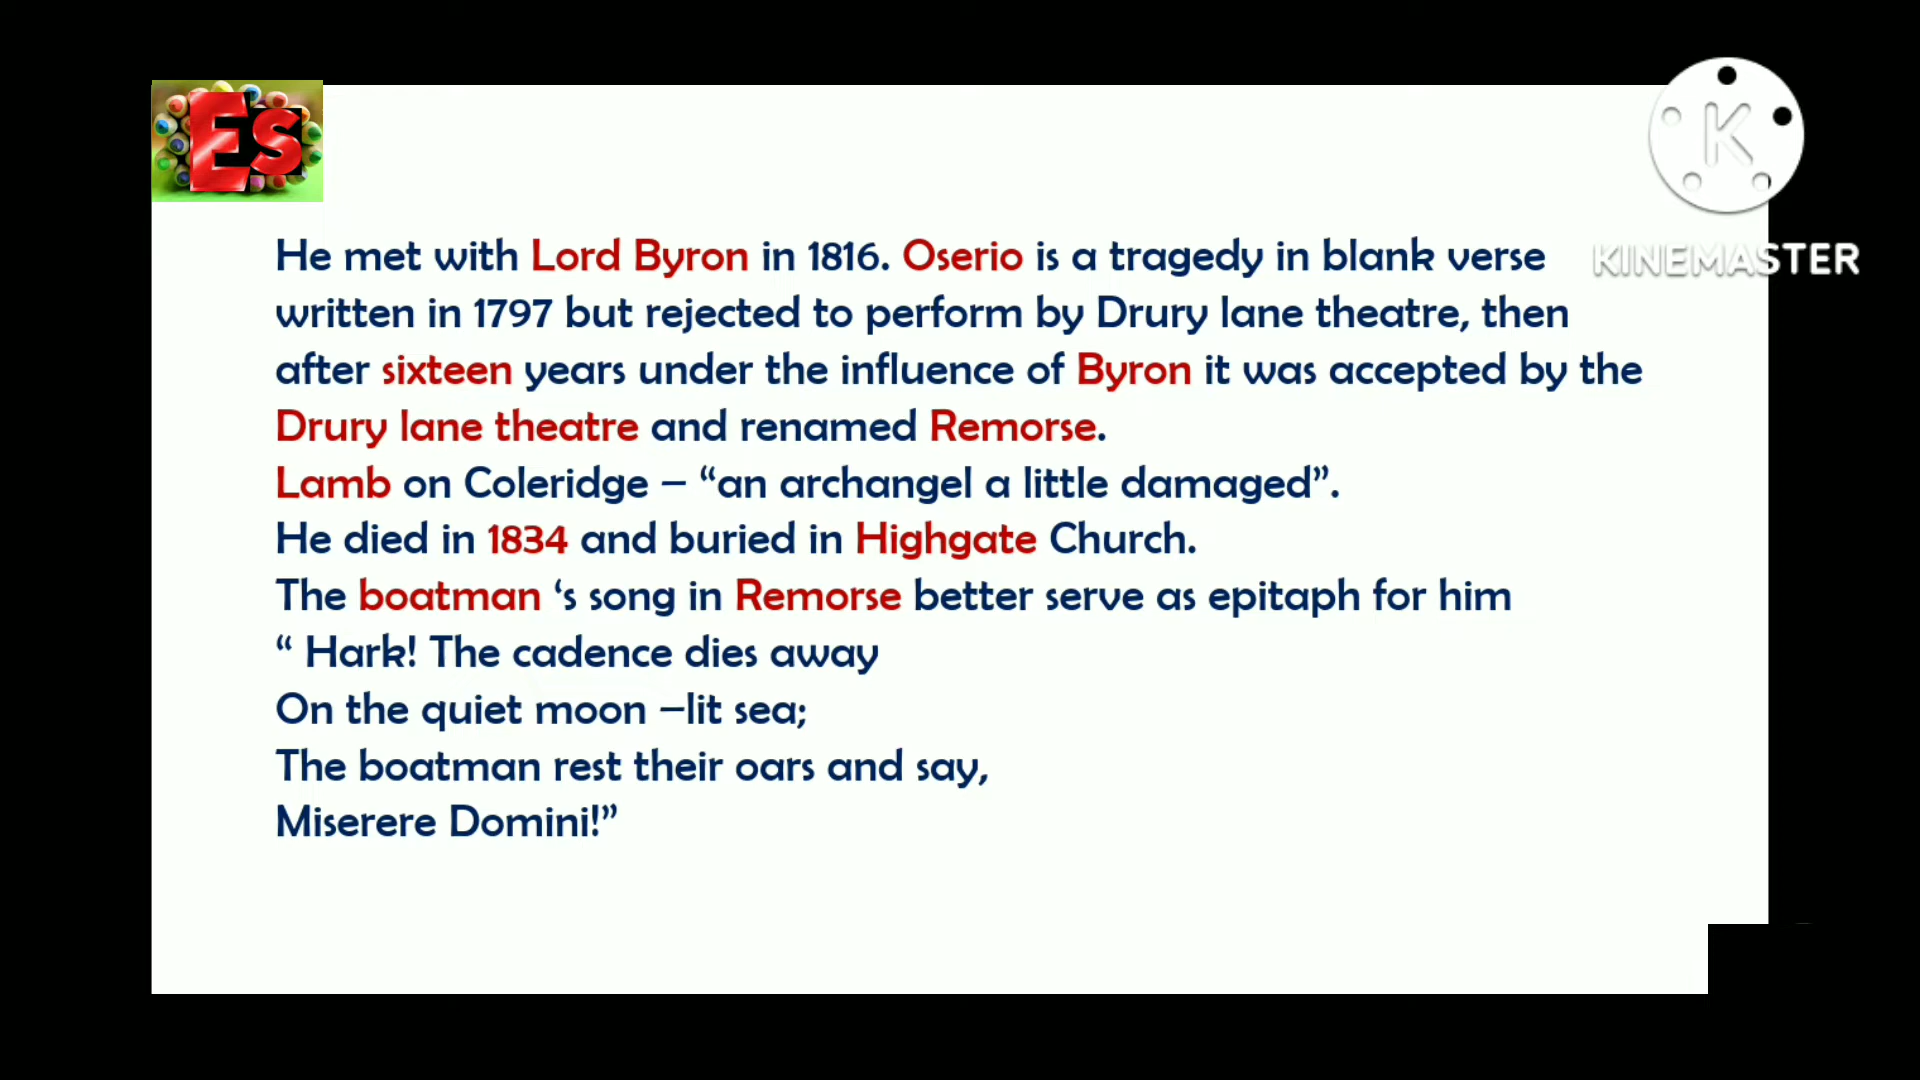 Es
K
KINEMASTER
He met with Lord Byron in 1816. Oserio is a tragedy in blank verse
written in 1797 but rejected to perform by Drury lane theatre, then
after sixteen years under the influence of Byron it was accepted by the
Drury lane theatre and renamed Remorse.
Lamb on Coleridge – “an archangel a little damaged”.
He died in 1834 and buried in Highgate Church.
The boatman ‘s song in Remorse better serve as epitaph for him
“ Hark! The cadence dies away
On the quiet moon –lit sea;
The boatman rest their oars and say,
Miserere Domini!”